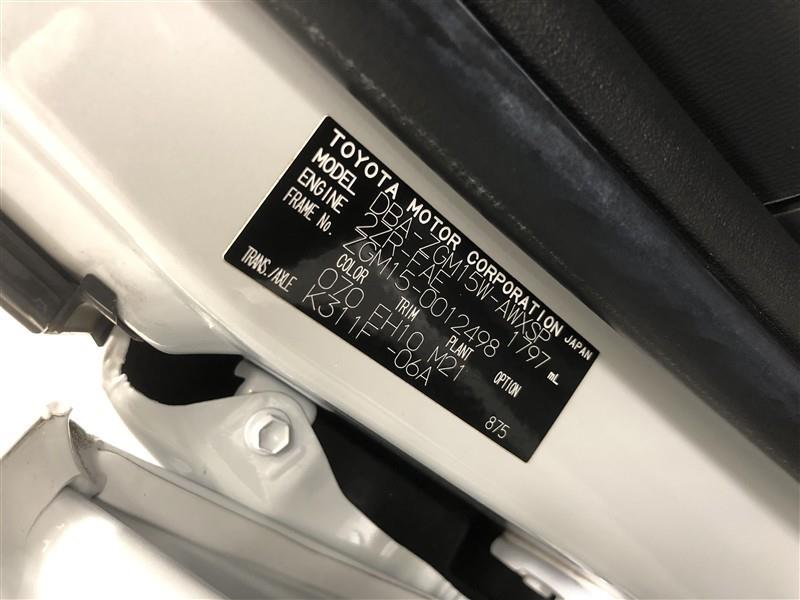 TOYOTA MOTOR CORPORATION JAPAN
MODEL DBA-ZGM15W-AWXSP
ENGINE 2ZR-FAE 1797 mL
FRAME No. ZGM15-0012498
COLOR TRIM PLANT OPTION
070 FH10 M21
TRANS./AXLE K311F -06A
875